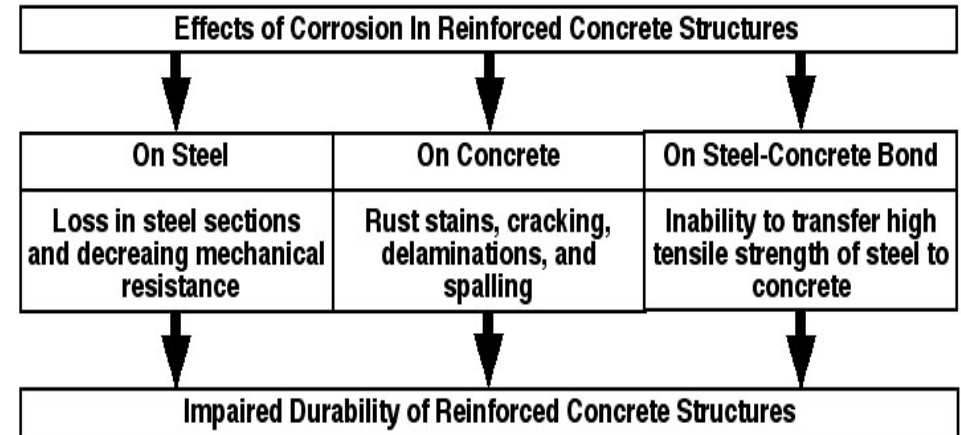 Effects of Corrosion In Reinforced Concrete Structures
On Steel
Loss in steel sections
and decreaing mechanical
resistance
On Concrete
Rust stains, cracking,
delaminations, and
spalling
On Steel-Concrete Bond
Inability to transfer high
tensile strength of steel to
concrete
Impaired Durability of Reinforced Concrete Structures